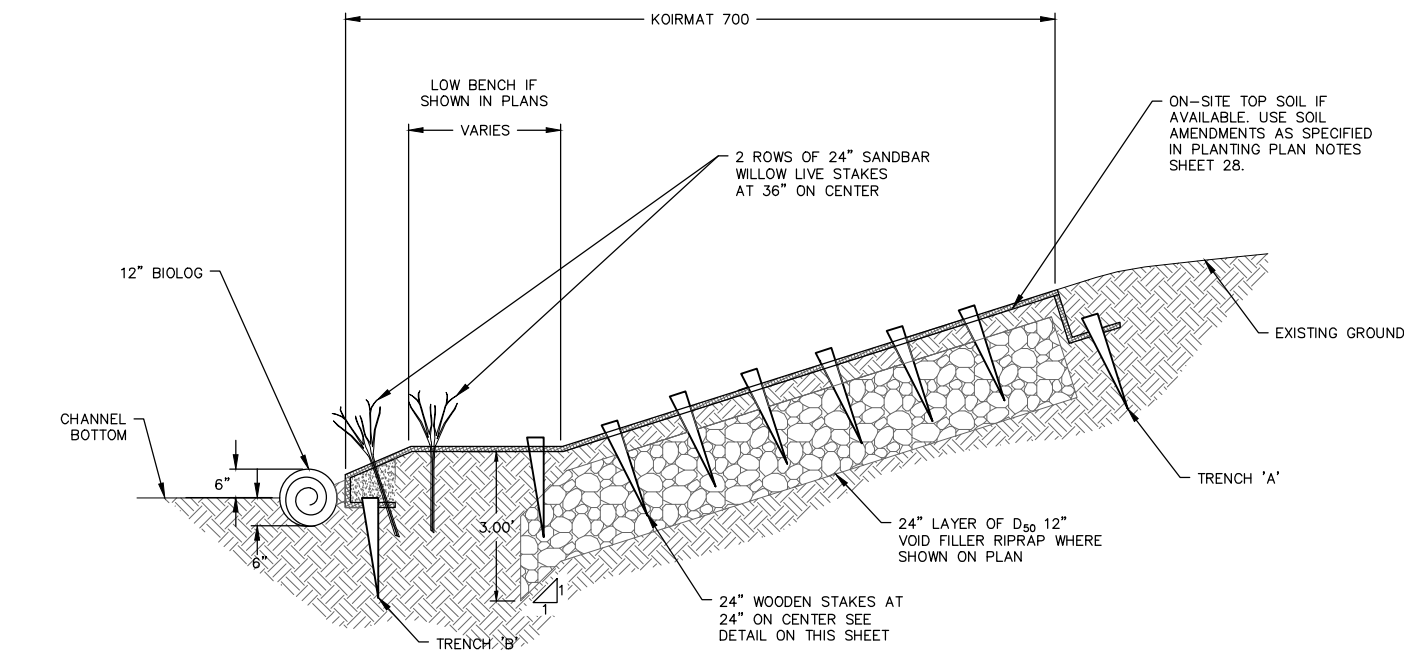 KOIRMAT 700
LOW BENCH IF
SHOWN IN PLANS
VARIES
ON-SITE TOP SOIL IF
AVAILABLE. USE SOIL
AMENDMENTS AS SPECIFIED
IN PLANTING PLAN NOTES
SHEET 28.
2 ROWS OF 24" SANDBAR
WILLOW LIVE STAKES
AT 36" ON CENTER
12" BIOLOG
EXISTING GROUND
CHANNEL
BOTTOM
6"
TRENCH 'A'
3.00'
24" LAYER OF D50 12"
VOID FILLER RIPRAP WHERE
SHOWN ON PLAN
6"
1
1
24" WOODEN STAKES AT
24" ON CENTER SEE
DETAIL ON THIS SHEET
TRENCH 'B'